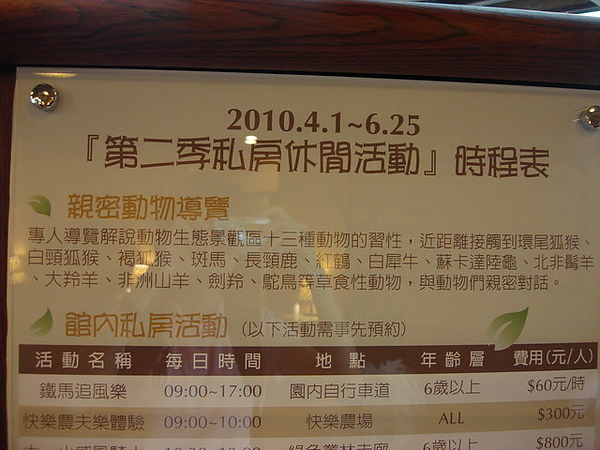 2010.4.1~6.25
『第二季私房休閒活動』時程表
親密動物導覽
專人導覽解說動物生態景觀區十三種動物的習性，近距離接觸到環尾狐猴、
白頸狐猴、褐狐猴、斑馬、長頸鹿、紅鶴、白犀牛、蘇卡達陸龜、北非髯羊
、大羚羊、非洲山羊、劍羚、鴕鳥等草食性動物，與動物們親密對話。
館內私房活動（以下活動需事先預約）
活動名稱 每日時間 地點 年齡層 費用(元/人)
鐵馬追風樂 09:00~17:00 園內自行車道 6歲以上 $60元/時
快樂農夫樂體驗 09:00~10:00 快樂農場 ALL $300元
6歲以上 $800元